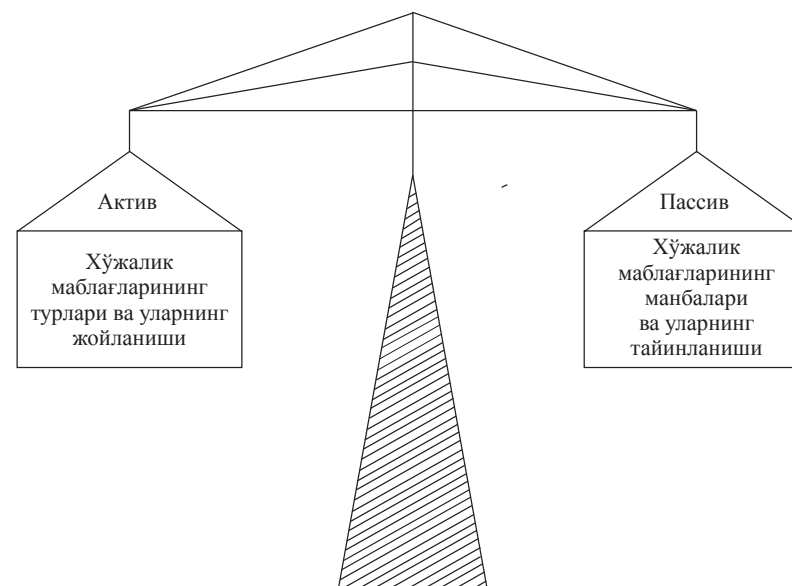 Актив
Хўжалик
маблағларининг
турлари ва уларнинг
жойланиши
Пассив
Хўжалик
маблағларининг
манбалари
ва уларнинг
тайинланиши